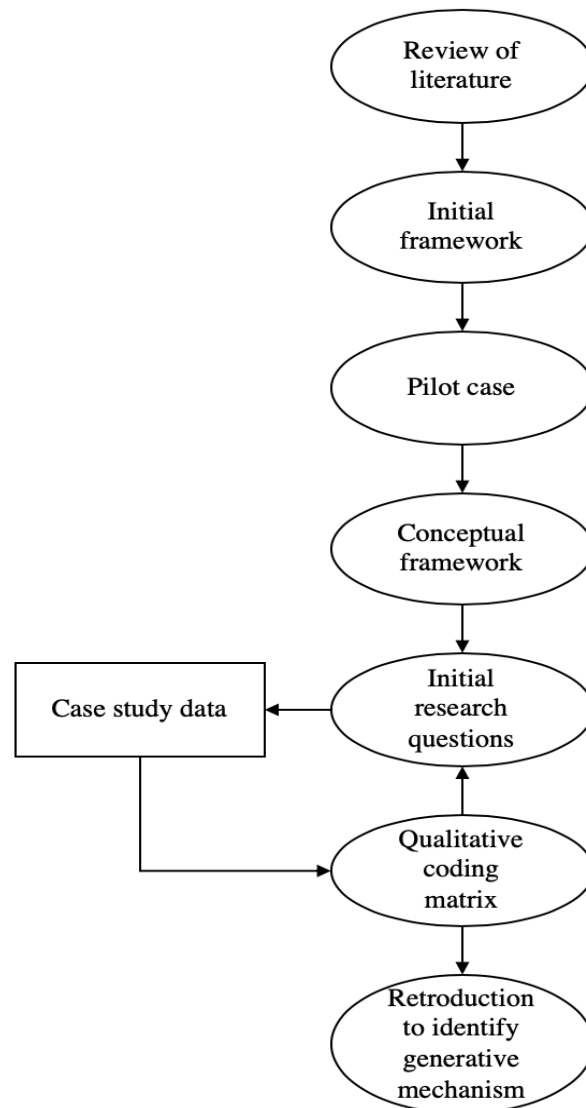 Review of
literature
Initial
framework
Pilot case
Conceptual
framework
Initial
research
questions
Case study data
Qualitative
coding
matrix
Retroduction
to identify
generative
mechanism